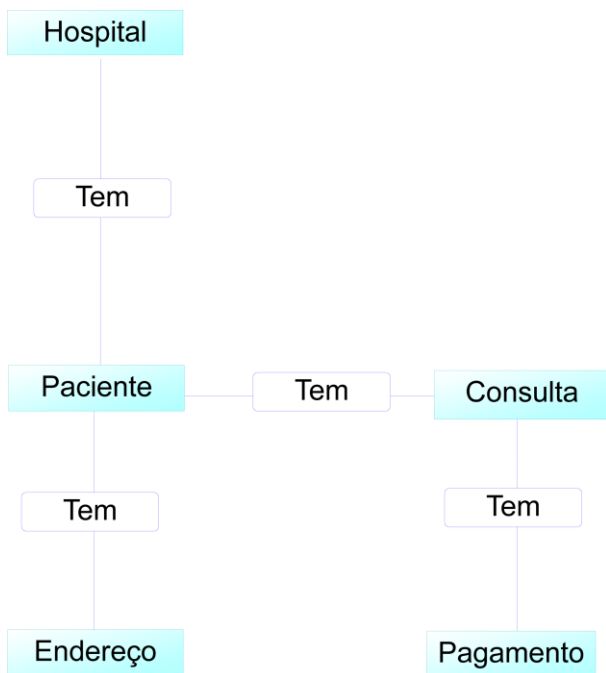 Hospital
Tem
Paciente
Tem
Consulta
Tem
Tem
Endereço
Pagamento